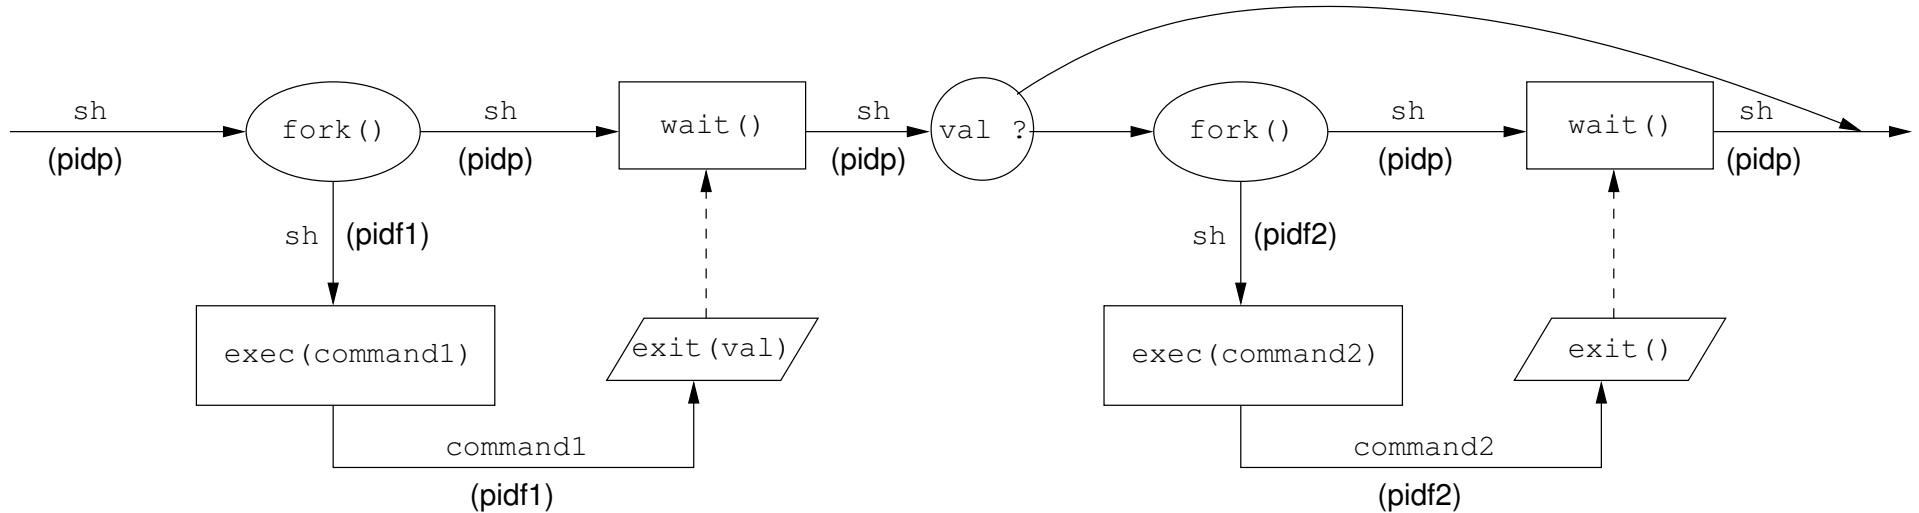 sh
(pidp)
fork()
sh
(pidp)
wait()
sh
(pidp)
val ?
fork()
sh
(pidp)
wait()
sh
(pidp)
sh
(pidf1)
sh
(pidf2)
exec(command1)
exit(val)
exec(command2)
exit()
command1
(pidf1)
command2
(pidf2)